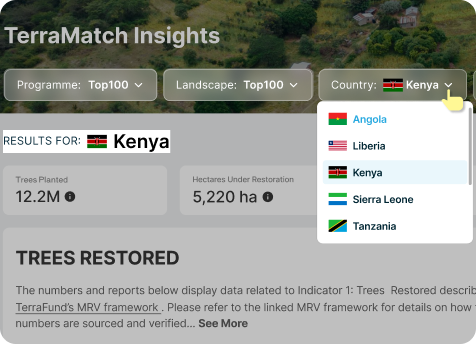 TerraMatch Insights
Programme: Top100
Landscape: Top100
Country: Kenya
Angola
Liberia
Kenya
Sierra Leone
Tanzania
RESULTS FOR: Kenya
Trees Planted
12.2M
Hectares Under Restoration
5,220 ha
TREES RESTORED
The numbers and reports below display data related to Indicator 1: Trees Restored descri
TerraFund's MRV framework . Please refer to the linked MRV framework for details on how
numbers are sourced and verified... See More